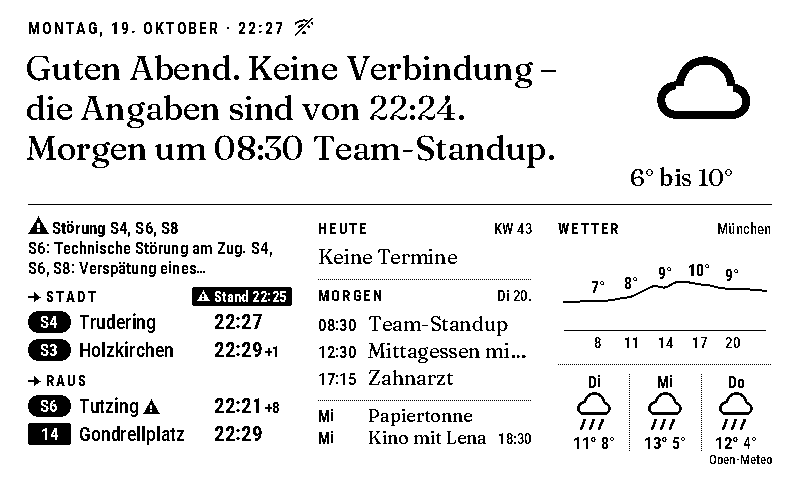 MONTAG, 19. OKTOBER · 22:27
Guten Abend. Keine Verbindung –
die Angaben sind von 22:24.
Morgen um 08:30 Team-Standup.
6° bis 10°
Störung S4, S6, S8
S6: Technische Störung am Zug. S4,
S6, S8: Verspätung eines…
→ STADT Stand 22:25
S4 Trudering 22:27
S3 Holzkirchen 22:29 +1
→ RAUS
S6 Tutzing 22:21 +8
14 Gondrellplatz 22:29
HEUTE KW 43
Keine Termine
MORGEN Di 20.
08:30 Team-Standup
12:30 Mittagessen mi…
17:15 Zahnarzt
Mi Papiertonne
Mi Kino mit Lena 18:30
WETTER München
7° 8° 9° 10° 9°
8 11 14 17 20
Di Mi Do
11° 8° 13° 5° 12° 4°
Open-Meteo